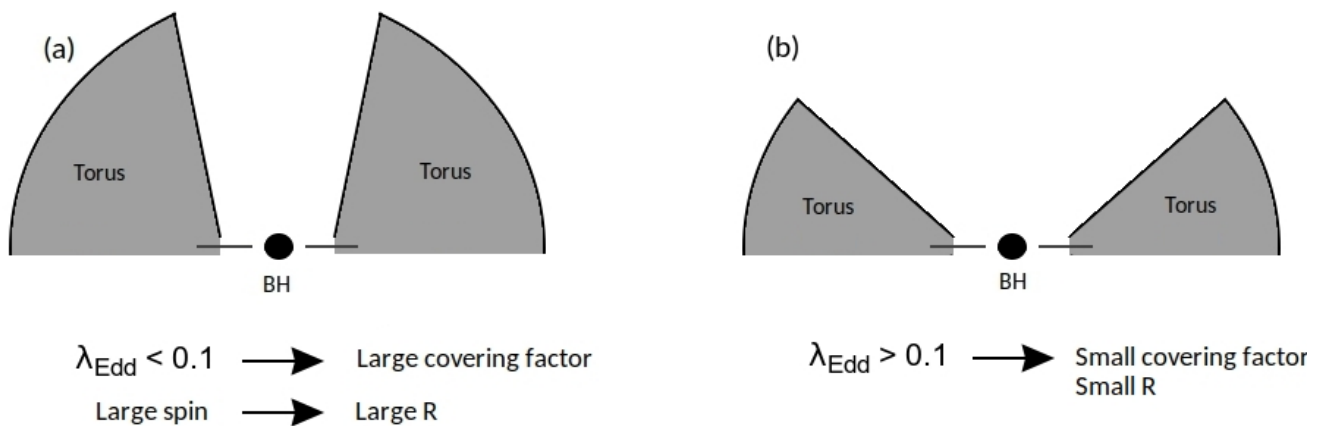 (a)
Torus
Torus
BH
λEdd < 0.1
Large covering factor
Large spin
Large R
(b)
Torus
Torus
BH
λEdd > 0.1
Small covering factor
Small R